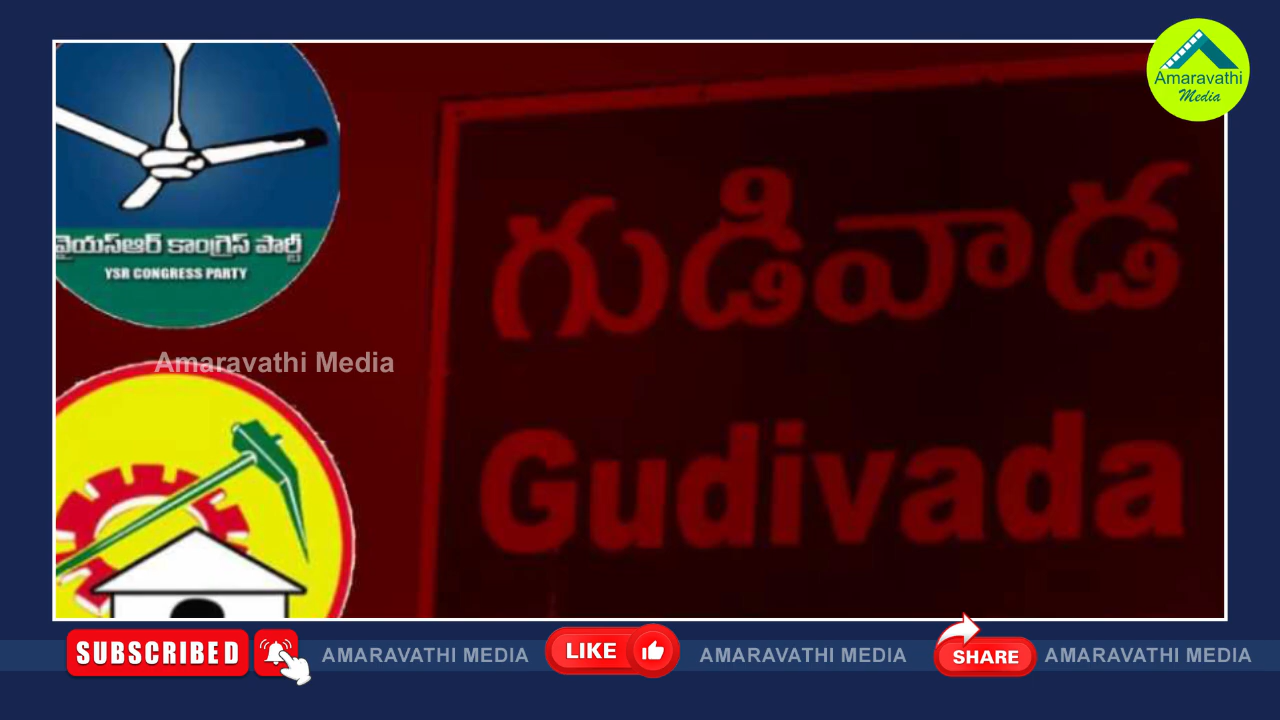 Amaravathi
Media
వైయస్ఆర్ కాంగ్రెస్ పార్టీ
YSR CONGRESS PARTY
గుడివాడ
Amaravathi Media
Gudivada
SUBSCRIBED
AMARAVATHI MEDIA
LIKE
AMARAVATHI MEDIA
SHARE
AMARAVATHI MEDIA